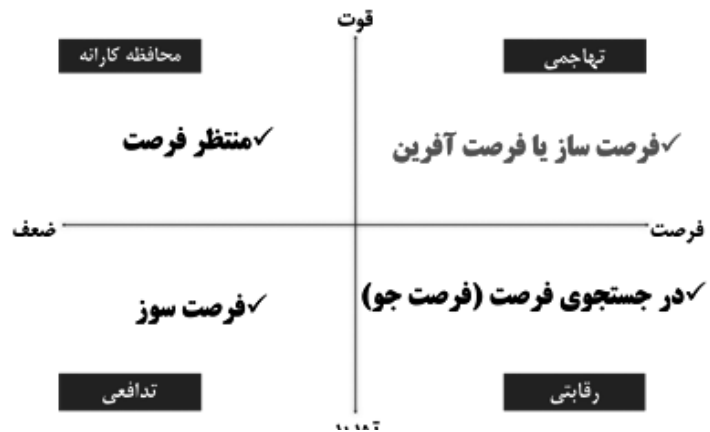 قوت
تهاجمی
محافظه کارانه
✓فرصت ساز یا فرصت آفرین
✓منتظر فرصت
فرصت
ضعف
✓در جستجوی فرصت (فرصت جو)
✓فرصت سوز
رقابتی
تدافعی